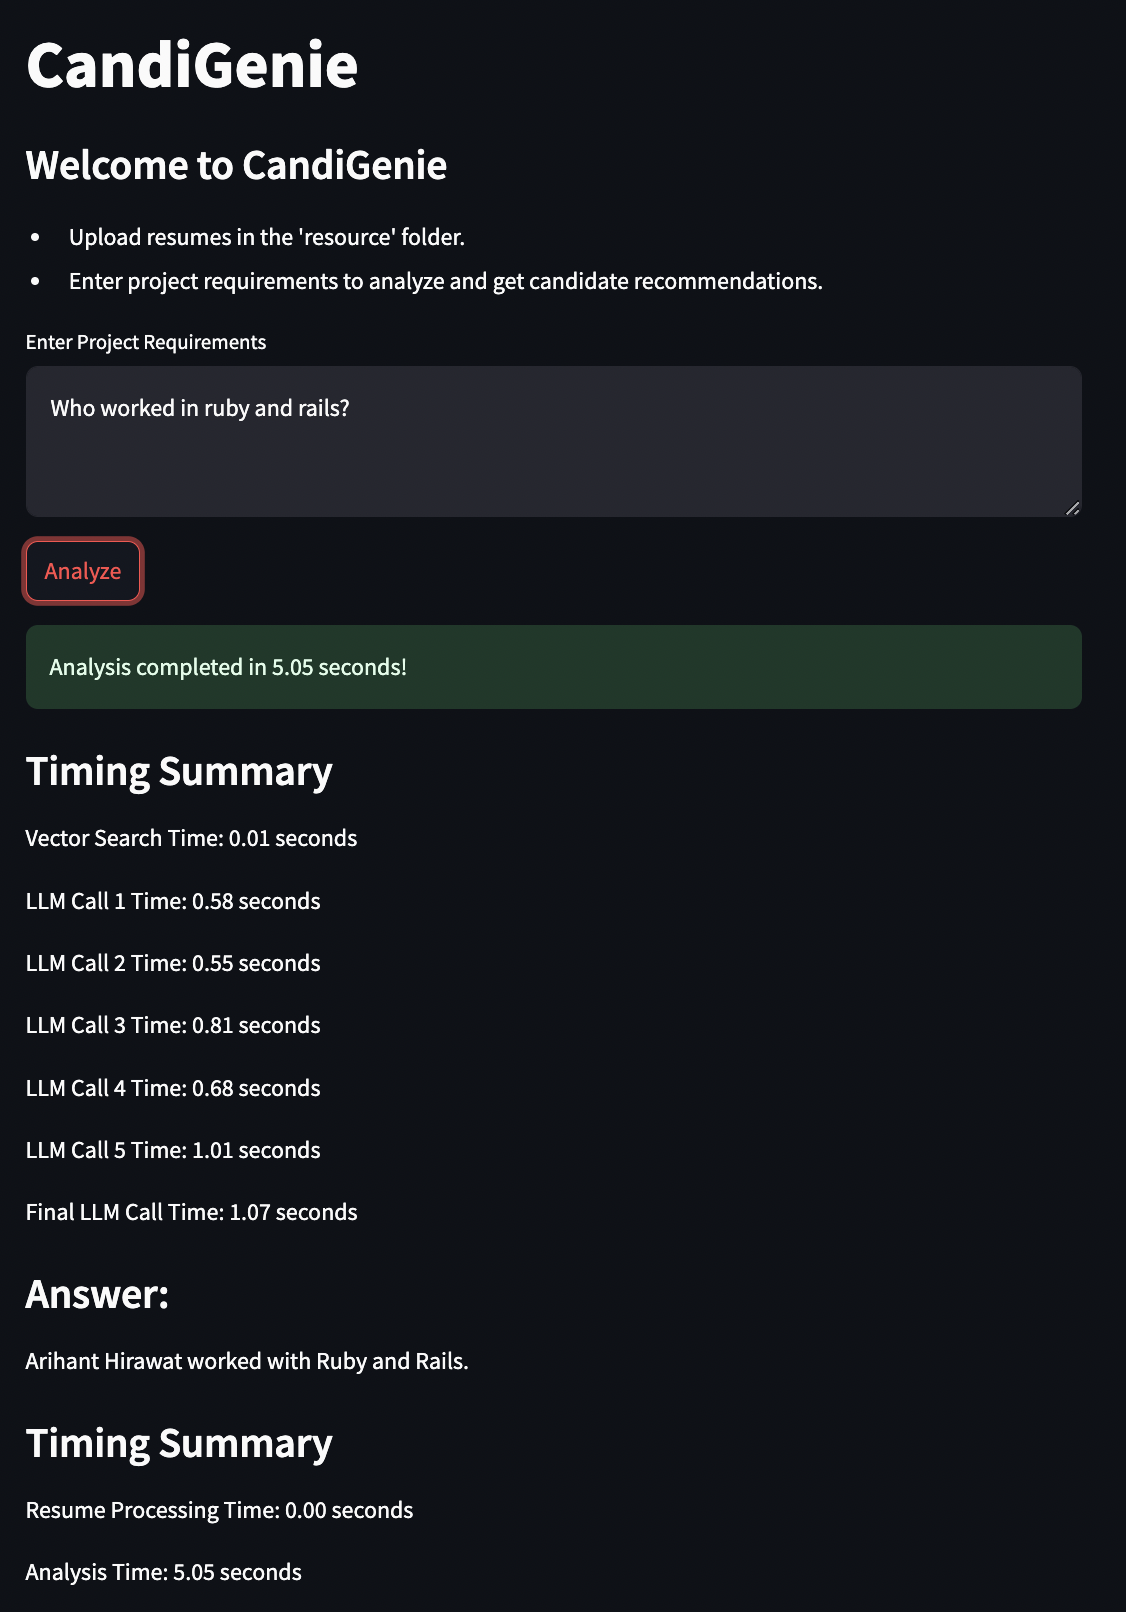 CandiGenie
Welcome to CandiGenie
• Upload resumes in the 'resource' folder.
• Enter project requirements to analyze and get candidate recommendations.
Enter Project Requirements
Who worked in ruby and rails?
Analyze
Analysis completed in 5.05 seconds!
Timing Summary
Vector Search Time: 0.01 seconds
LLM Call 1 Time: 0.58 seconds
LLM Call 2 Time: 0.55 seconds
LLM Call 3 Time: 0.81 seconds
LLM Call 4 Time: 0.68 seconds
LLM Call 5 Time: 1.01 seconds
Final LLM Call Time: 1.07 seconds
Answer:
Arihant Hirawat worked with Ruby and Rails.
Timing Summary
Resume Processing Time: 0.00 seconds
Analysis Time: 5.05 seconds